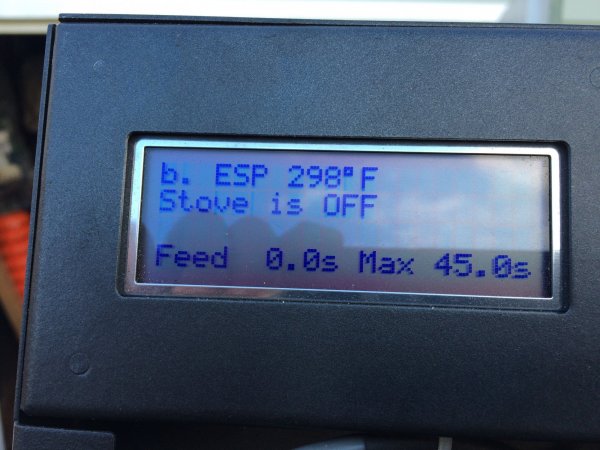 b. ESP 298°F
Stove is OFF
Feed 0.0s Max 45.0s